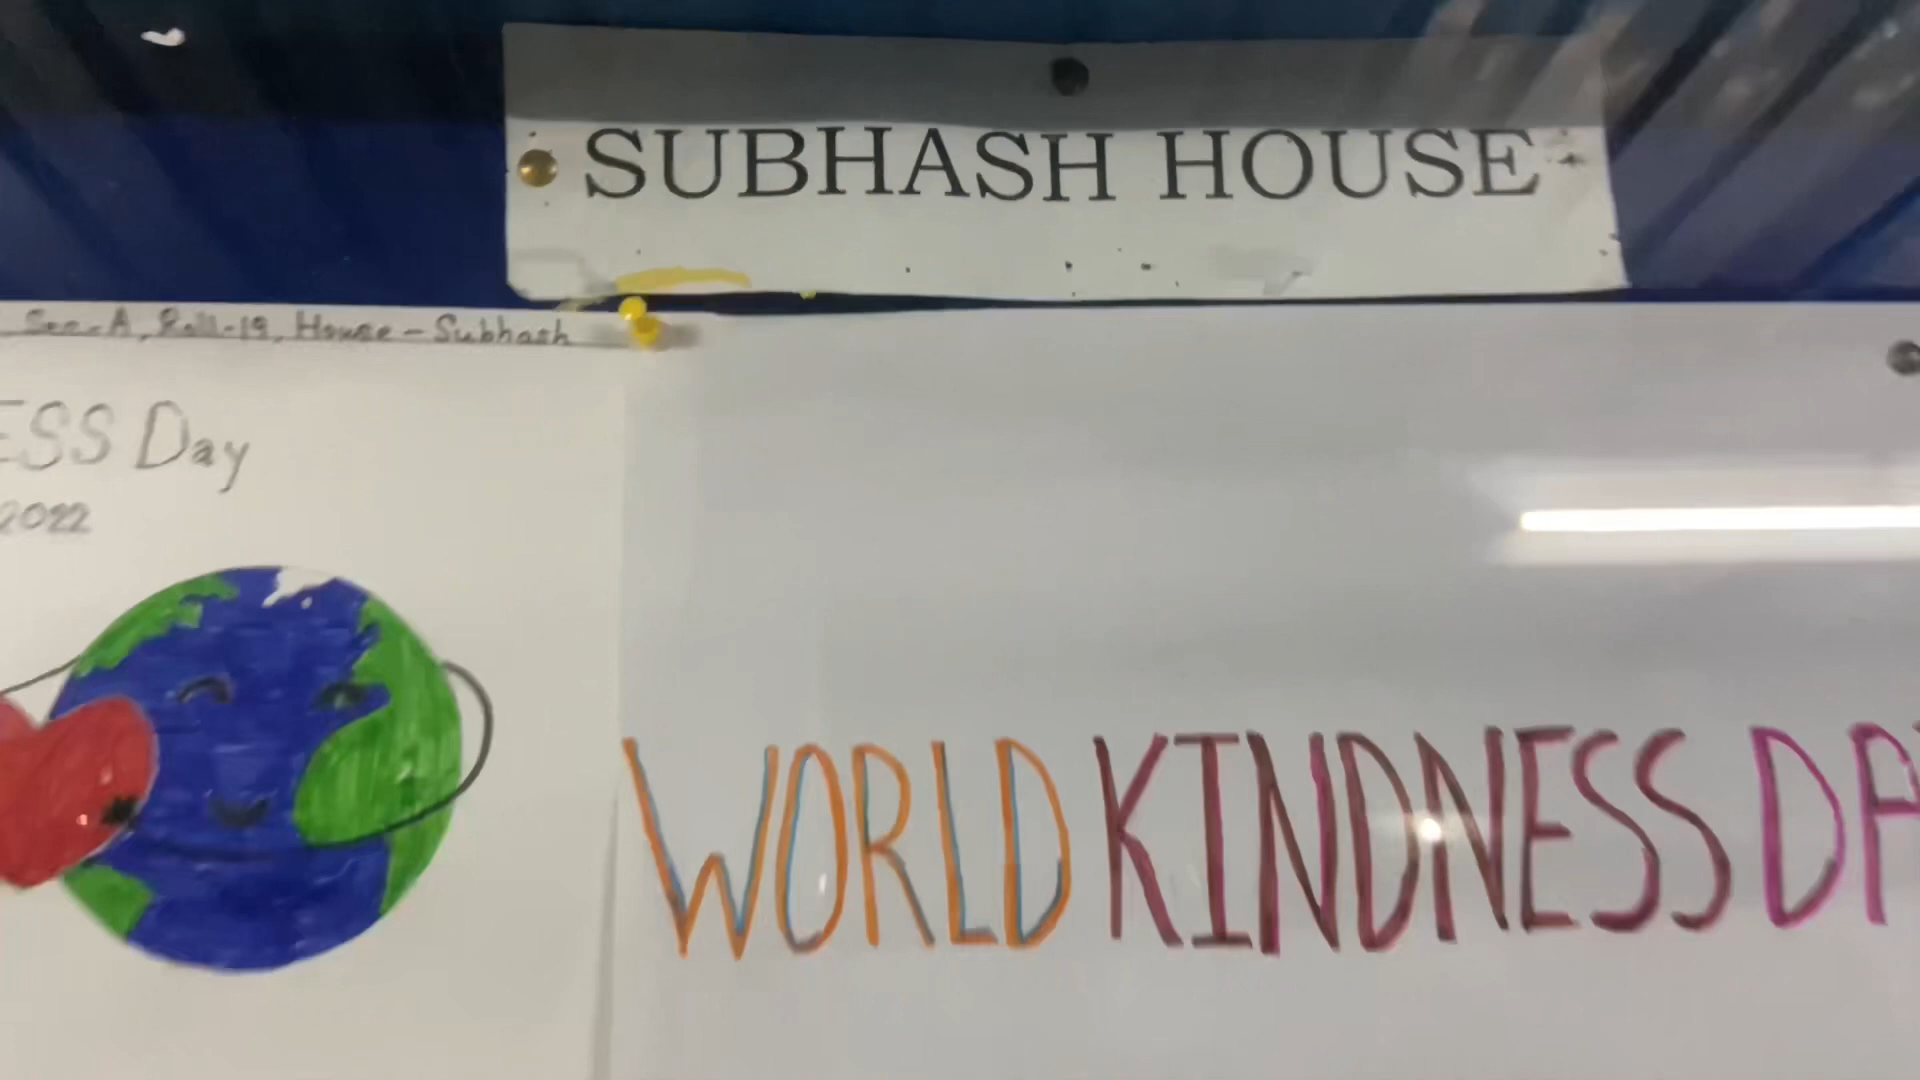 SUBHASH HOUSE
Sec-A, Roll-19, House - Subhash
ESS Day
2022
WORLD KINDNESS DA